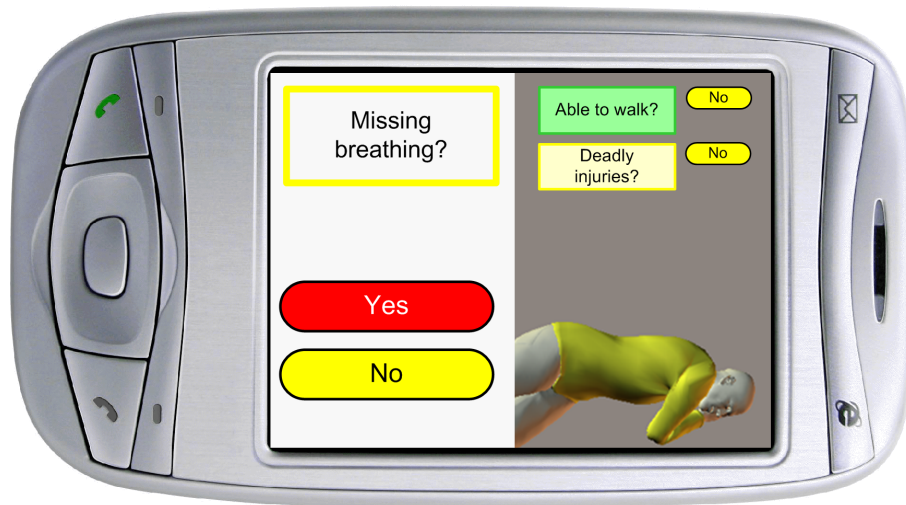 Missing
breathing?
Yes
No
Able to walk?
No
Deadly
injuries?
No